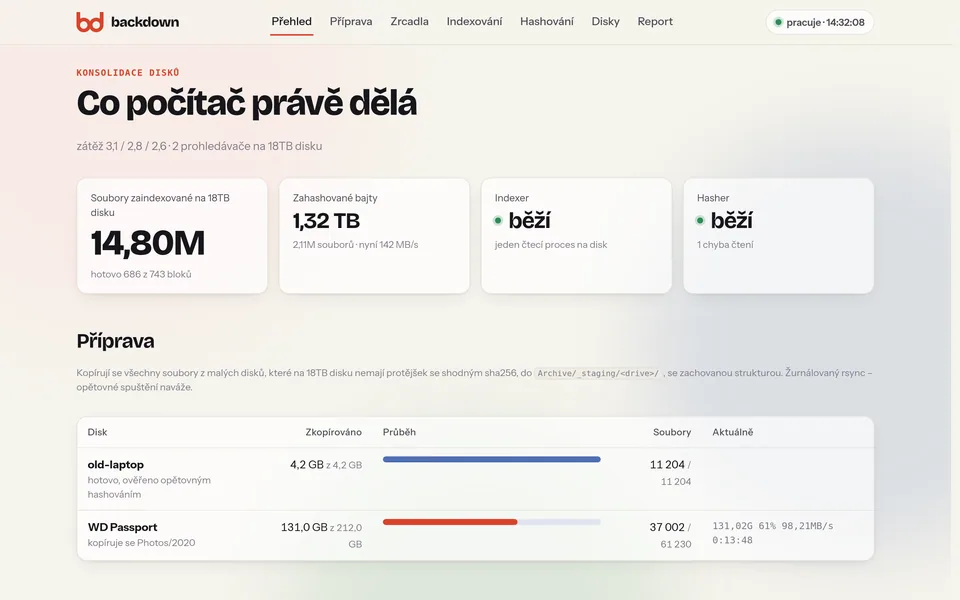 backdown
Přehled Příprava Zrcadla Indexování Hashování Disky Report
pracuje · 14:32:08
KONSOLIDACE DISKŮ
Co počítač právě dělá
zátěž 3,1 / 2,8 / 2,6 · 2 prohledávače na 18TB disku
Soubory zaindexované na 18TB
disku
14,80M
hotovo 686 z 743 bloků
Zahashované bajty
1,32 TB
2,11M souborů · nyní 142 MB/s
Indexer
běží
jeden čtecí proces na disk
Hasher
běží
1 chyba čtení
Příprava
Kopírují se všechny soubory z malých disků, které na 18TB disku nemají protějšek se shodným sha256, do Archive/_staging/<drive>/ , se zachovanou strukturou. Žurnálovaný rsync –
opětovné spuštění naváže.
Disk Zkopírováno Průběh Soubory Aktuálně
old-laptop 4,2 GB z 4,2 GB 11 204 /
11 204
hotovo, ověřeno opětovným
hashováním
WD Passport 131,0 GB z 212,0 37 002 / 131,02G 61% 98,21MB/s
kopíruje se Photos/2020 GB 61 230 0:13:48